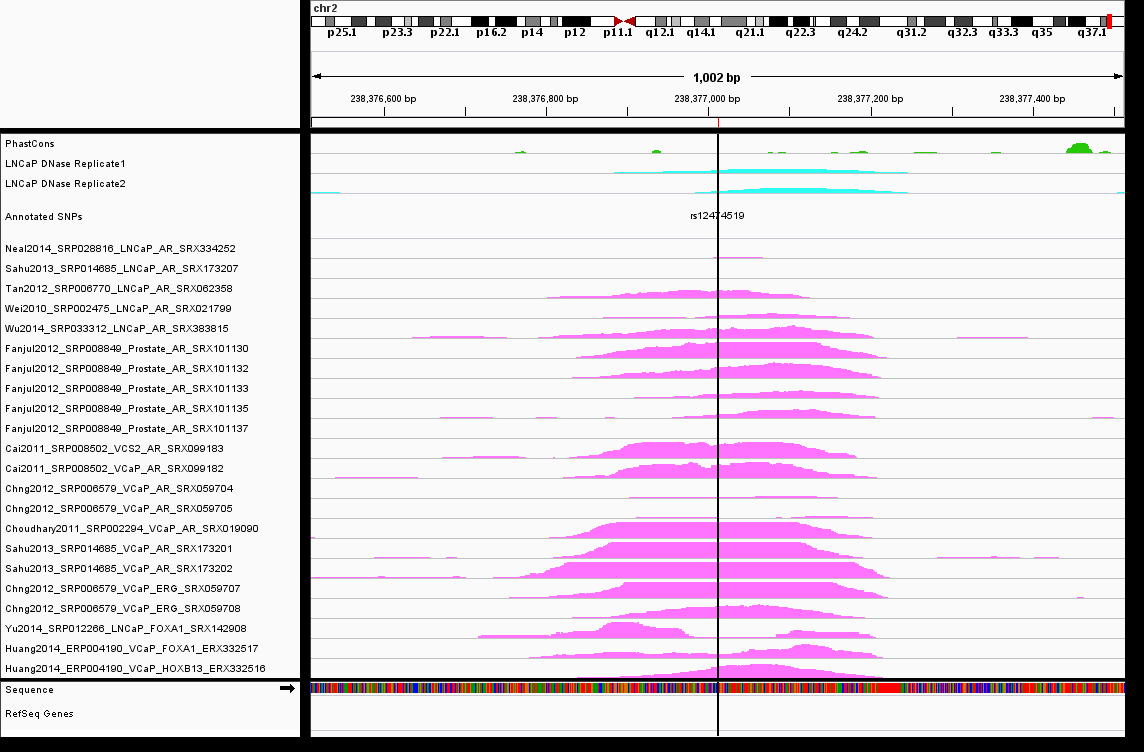 chr2
p25.1 p23.3 p22.1 p16.2 p14 p12 p11.1 q12.1 q14.1 q21.1 q22.3 q24.2 q31.2 q32.3 q33.3 q35 q37.1
1,002 bp
238,376,600 bp 238,376,800 bp 238,377,000 bp 238,377,200 bp 238,377,400 bp
PhastCons
LNCaP DNase Replicate1
LNCaP DNase Replicate2
Annotated SNPs rs12474519
Neal2014_SRP028816_LNCaP_AR_SRX334252
Sahu2013_SRP014685_LNCaP_AR_SRX173207
Tan2012_SRP006770_LNCaP_AR_SRX062358
Wei2010_SRP002475_LNCaP_AR_SRX021799
Wu2014_SRP033312_LNCaP_AR_SRX383815
Fanjul2012_SRP008849_Prostate_AR_SRX101130
Fanjul2012_SRP008849_Prostate_AR_SRX101132
Fanjul2012_SRP008849_Prostate_AR_SRX101133
Fanjul2012_SRP008849_Prostate_AR_SRX101135
Fanjul2012_SRP008849_Prostate_AR_SRX101137
Cai2011_SRP008502_VCS2_AR_SRX099183
Cai2011_SRP008502_VCaP_AR_SRX099182
Chng2012_SRP006579_VCaP_AR_SRX059704
Chng2012_SRP006579_VCaP_AR_SRX059705
Choudhary2011_SRP002294_VCaP_AR_SRX019090
Sahu2013_SRP014685_VCaP_AR_SRX173201
Sahu2013_SRP014685_VCaP_AR_SRX173202
Chng2012_SRP006579_VCaP_ERG_SRX059707
Chng2012_SRP006579_VCaP_ERG_SRX059708
Yu2014_SRP012266_LNCaP_FOXA1_SRX142908
Huang2014_ERP004190_VCaP_FOXA1_ERX332517
Huang2014_ERP004190_VCaP_HOXB13_ERX332516
Sequence
RefSeq Genes